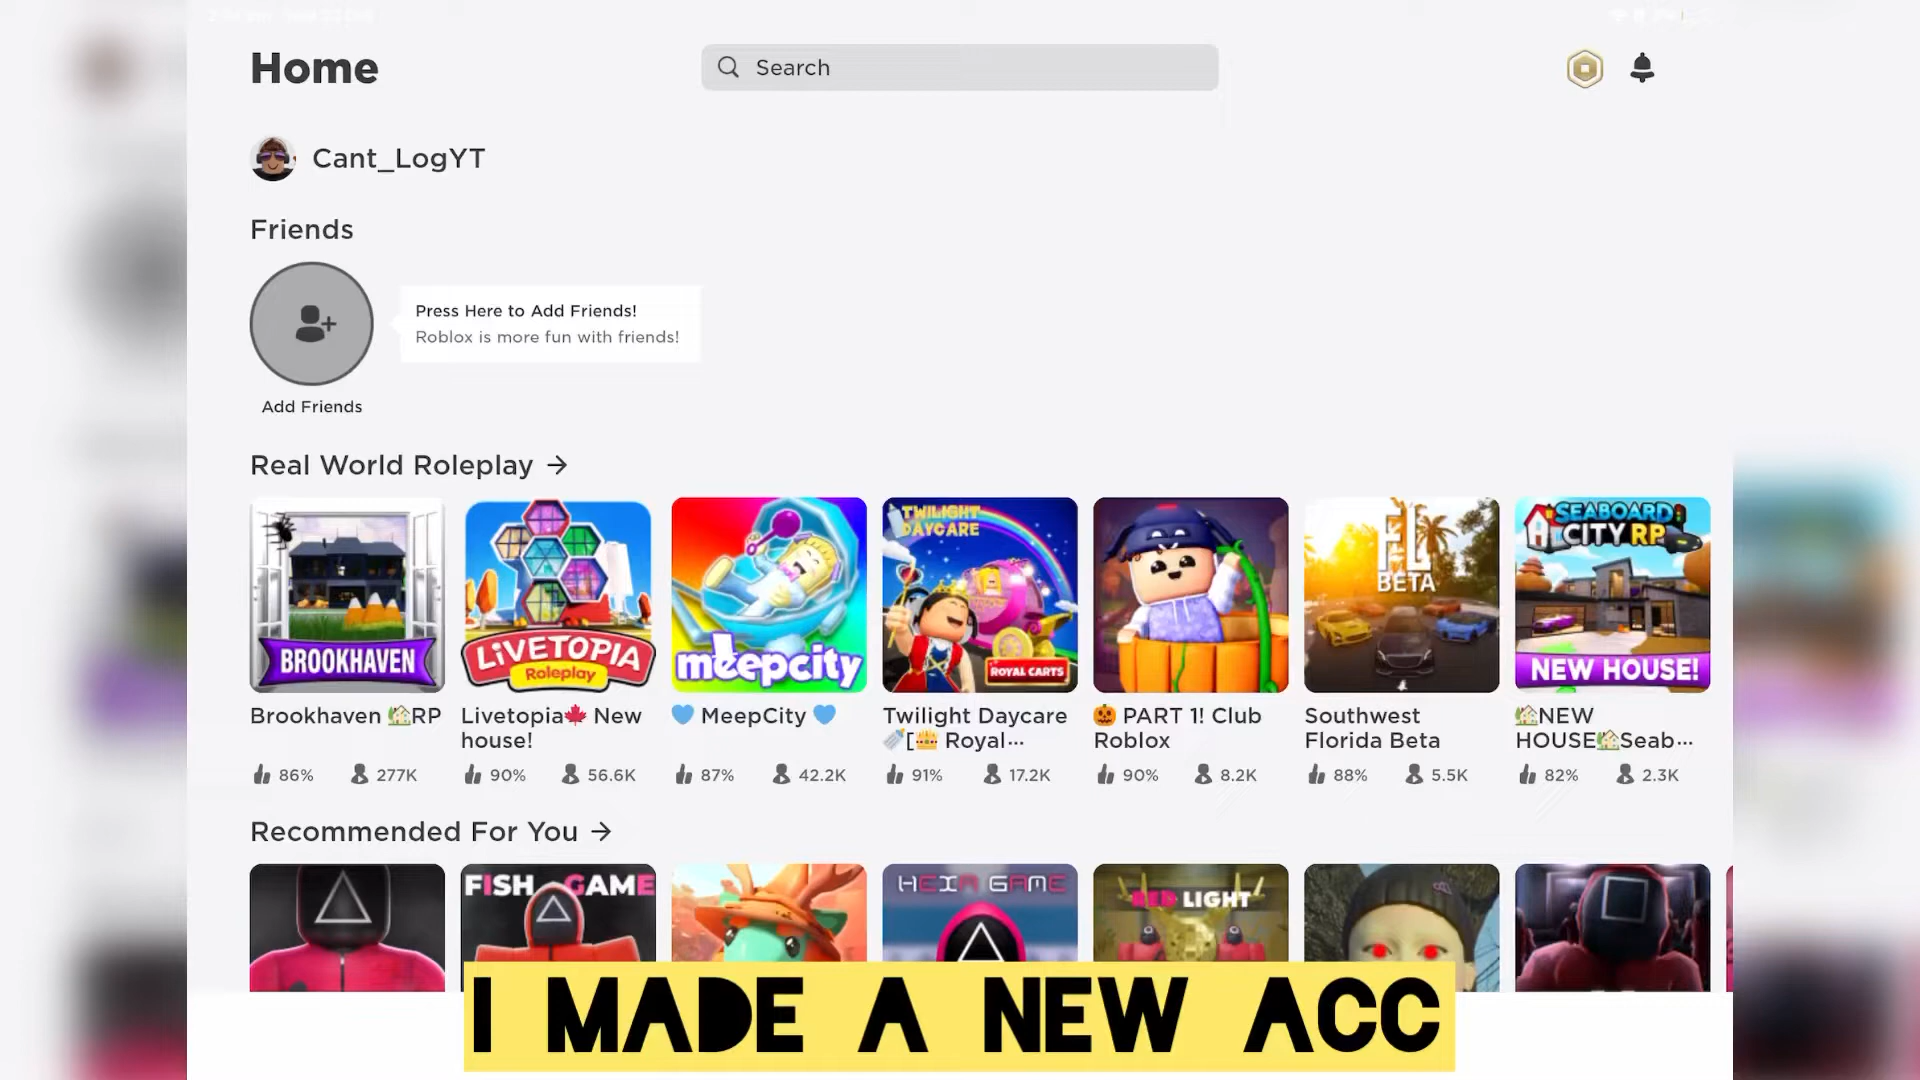 Home
Search
Cant_LogYT
Friends
Press Here to Add Friends!
Roblox is more fun with friends!
Add Friends
Real World Roleplay →
BROOKHAVEN
LIVETOPIA
Roleplay
meepcity
TWILIGHT
DAYCARE
ROYAL CARTS
FL
BETA
SEABOARD
CITY RP
NEW HOUSE!
Brookhaven 🏡RP
Livetopia🍁 New
house!
💙 MeepCity 💙
Twilight Daycare
🍼[👑 Royal...
🎃 PART 1! Club
Roblox
Southwest
Florida Beta
🏡NEW
HOUSE🏡Seab...
86% 277K
90% 56.6K
87% 42.2K
91% 17.2K
90% 8.2K
88% 5.5K
82% 2.3K
Recommended For You →
FISH GAME
HEXA GAME
RED LIGHT
I MADE A NEW ACC